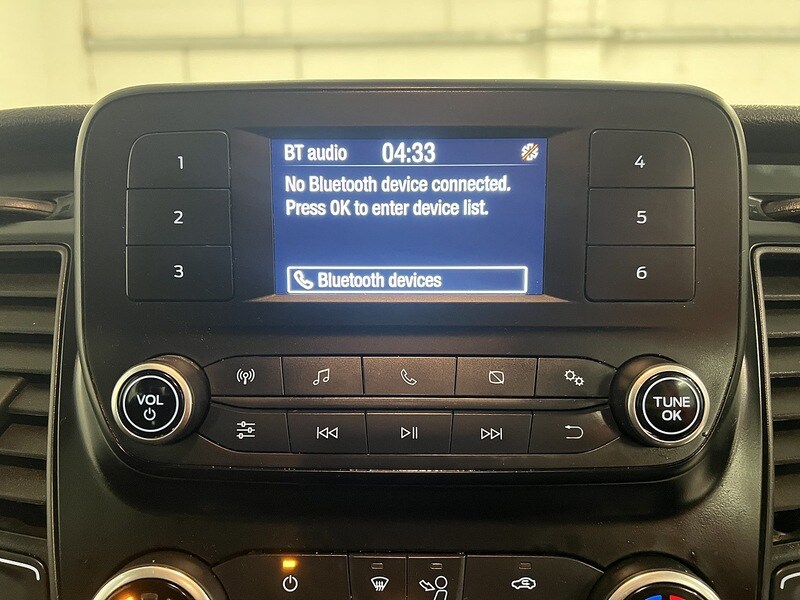 BT audio 04:33
No Bluetooth device connected.
Press OK to enter device list.
Bluetooth devices
1
2
3
4
5
6
VOL
TUNE
OK